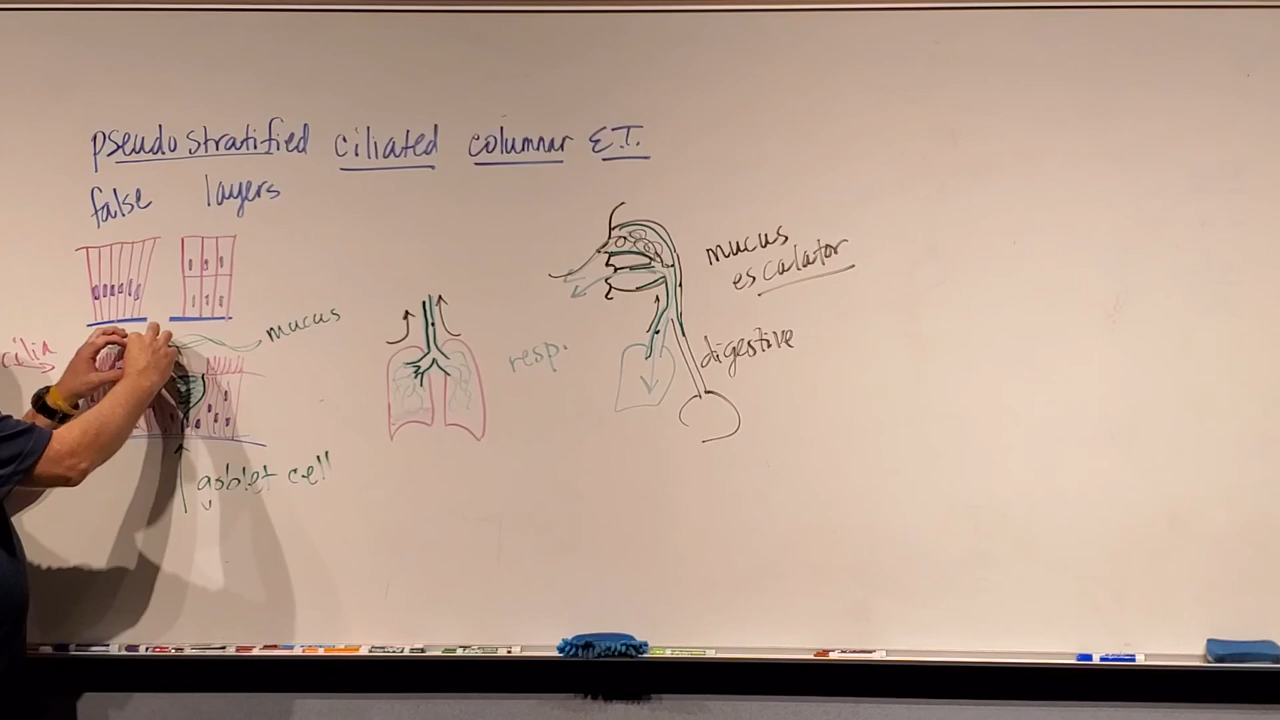 pseudostratified ciliated columnar E.T.
false layers
mucus
cilia
goblet cell
resp.
mucus
escalator
digestive